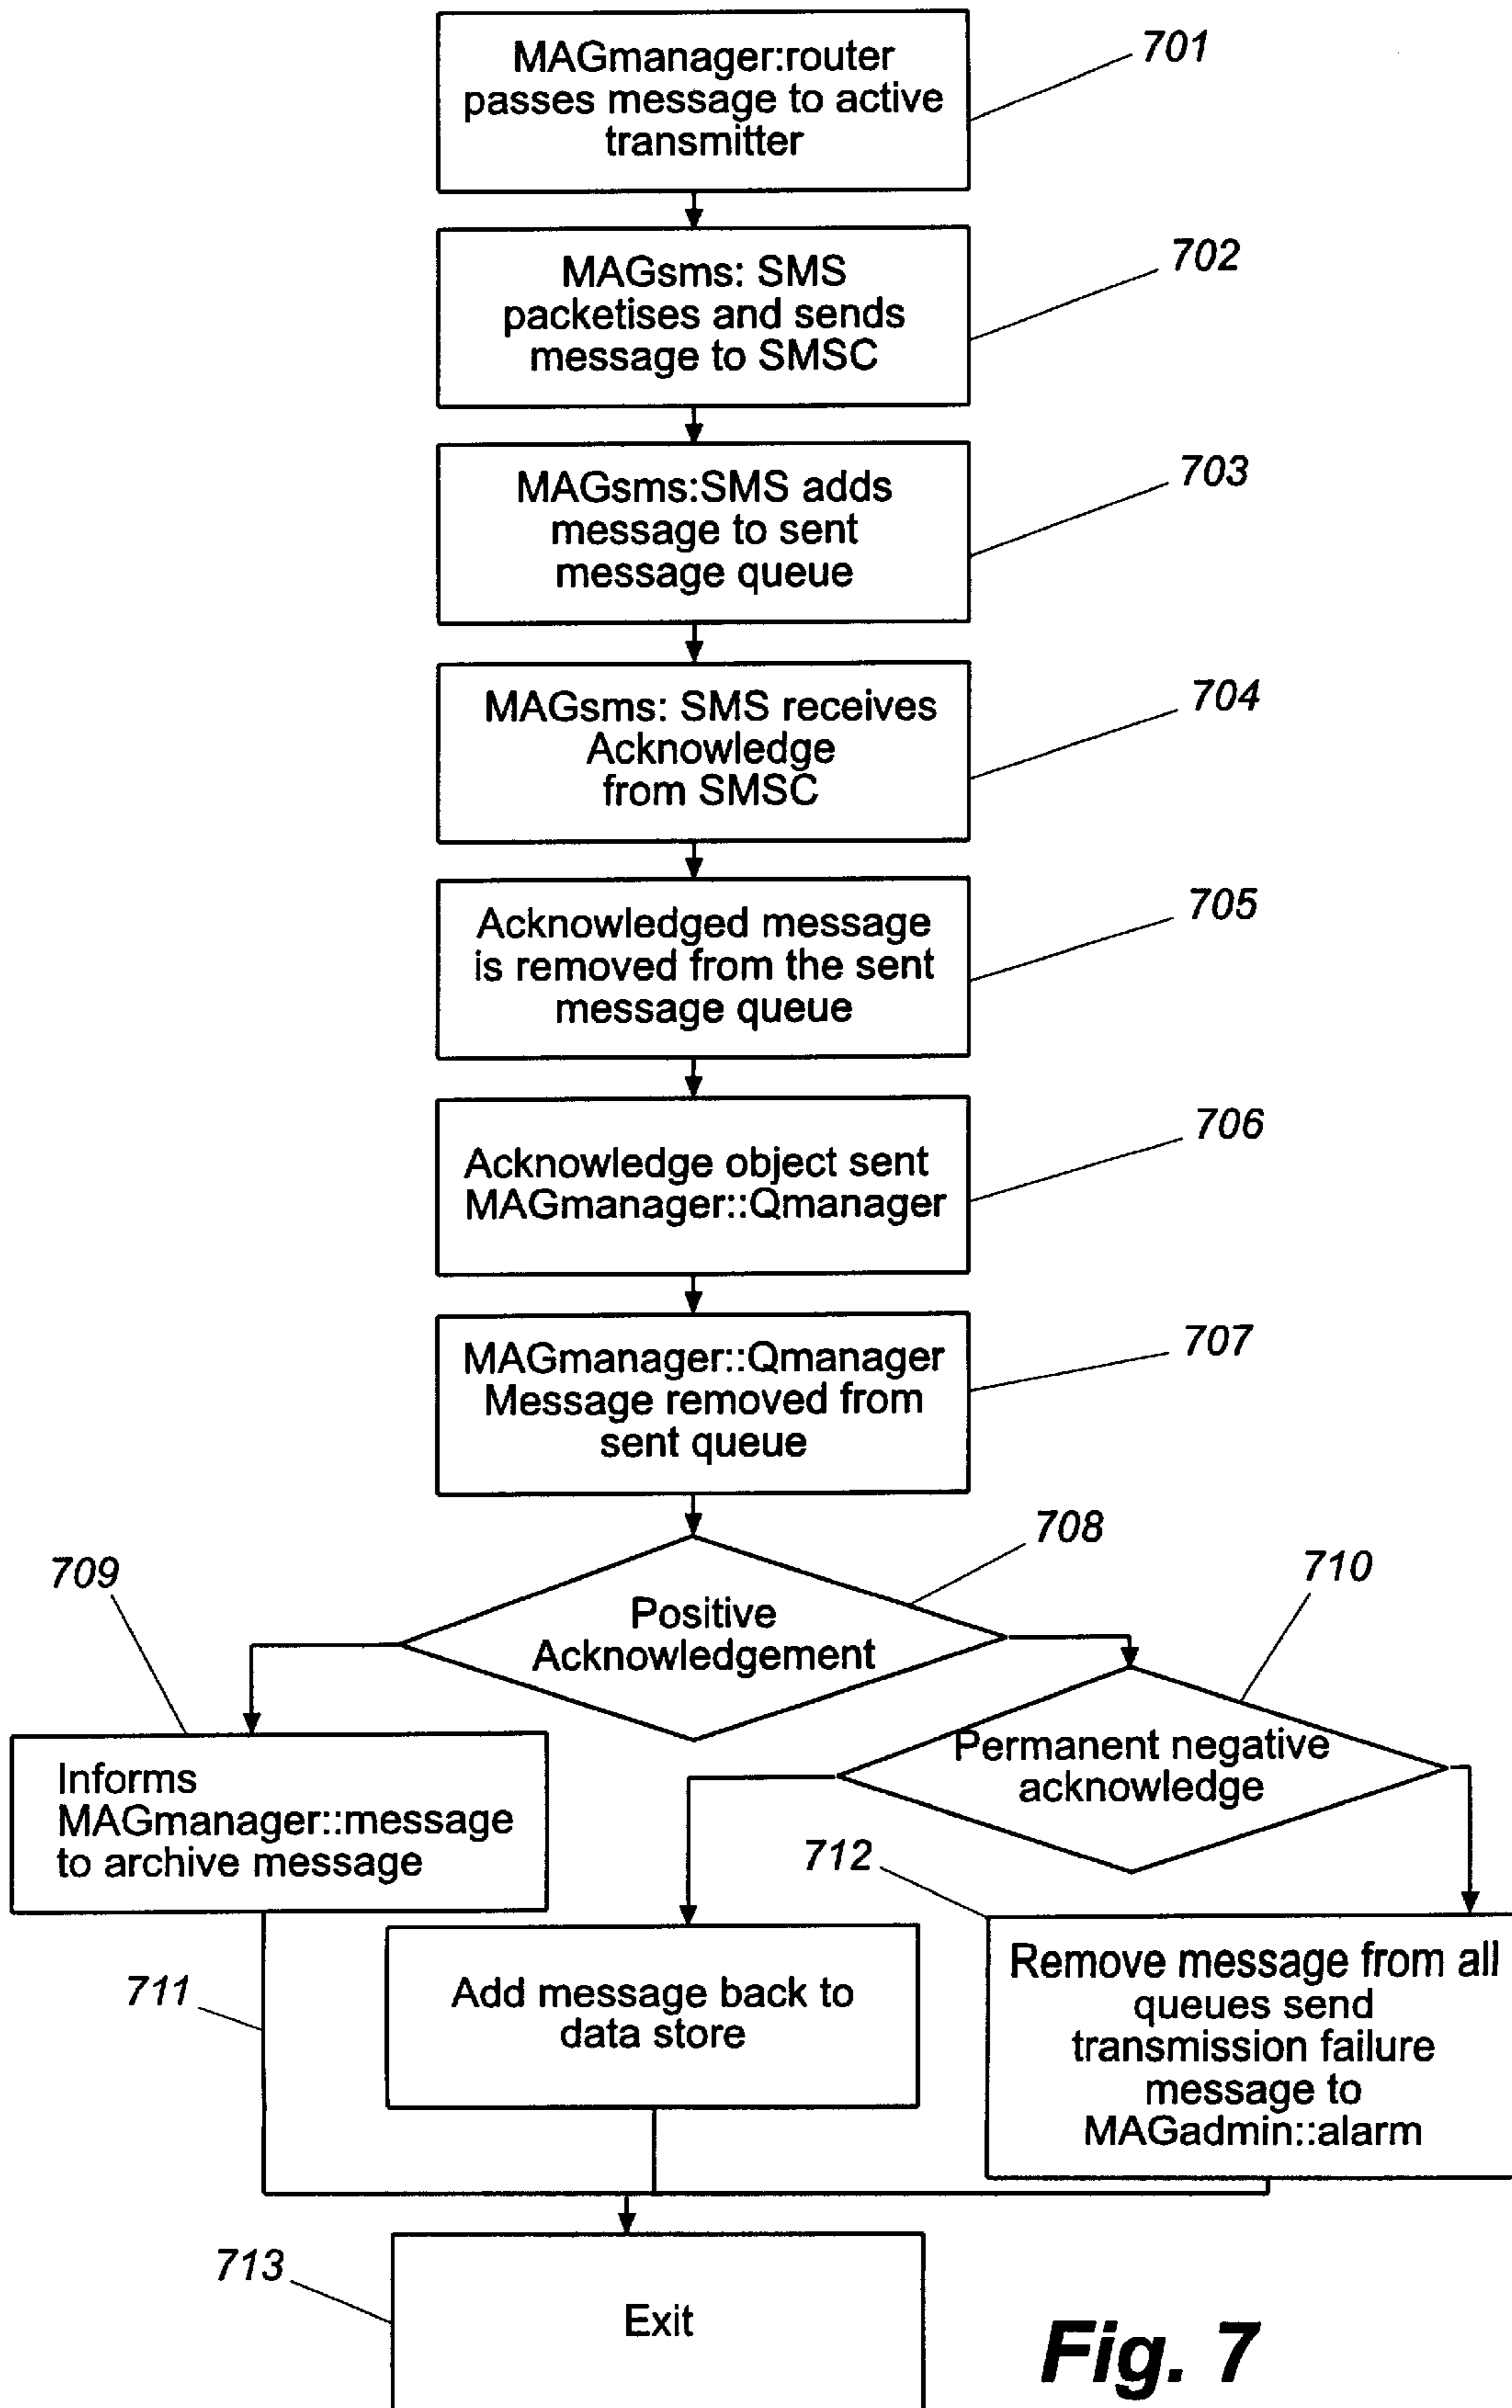 MAGmanager:router
passes message to active
transmitter
701
MAGsms: SMS
packetises and sends
message to SMSC
702
MAGsms:SMS adds
message to sent
message queue
703
MAGsms: SMS receives
Acknowledge
from SMSC
704
Acknowledged message
is removed from the sent
message queue
705
Acknowledge object sent
MAGmanager::Qmanager
706
MAGmanager::Qmanager
Message removed from
sent queue
707
Positive
Acknowledgement
708
709
Informs
MAGmanager::message
to archive message
710
Permanent negative
acknowledge
711
Add message back to
data store
712
Remove message from all
queues send
transmission failure
message to
MAGadmin::alarm
713
Exit
Fig. 7